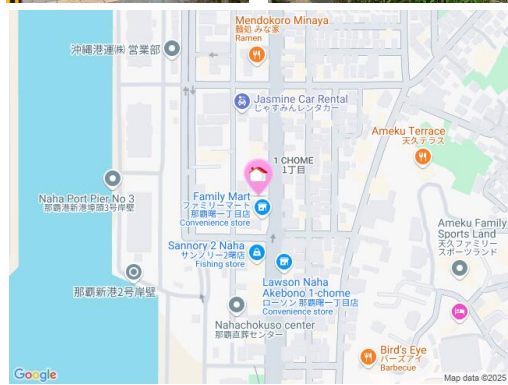 Mendokoro Minaya
麺処 みな家
Ramen
沖縄港運㈱ 営業部
Jasmine Car Rental
じゃすみんレンタカー
Ameku Terrace
天久テラス
1 CHOME
1丁目
Naha Port Pier No 3
那覇港新港埠頭3号岸壁
Family Mart
ファミリーマート
那覇曙一丁目店
Convenience store
Ameku Family
Sports Land
天久ファミリー
スポーツランド
Sannory 2 Naha
サンノリー2曙店
Fishing store
那覇新港2号岸壁
Lawson Naha
Akebono 1-chome
ローソン 那覇曙一丁目店
Convenience store
Nahachokuso center
那覇直葬センター
Bird's Eye
バーズアイ
Barbecue
Google
Map data ©2025